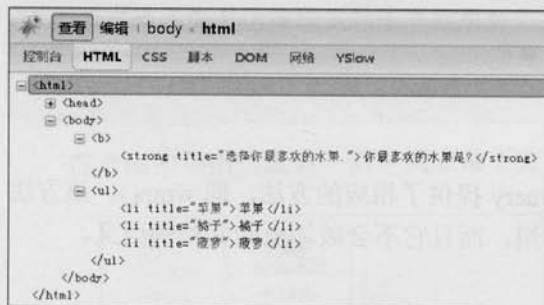 查看 编辑 | body < html
控制台 HTML CSS 脚本 DOM 网络 YSlow
<html>
<head>
<body>
<b>
<strong title="选择你最喜欢的水果.">你最喜欢的水果是?</strong>
</b>
<ul>
<li title="苹果">苹果</li>
<li title="橘子">橘子</li>
<li title="菠萝">菠萝</li>
</ul>
</body>
</html>